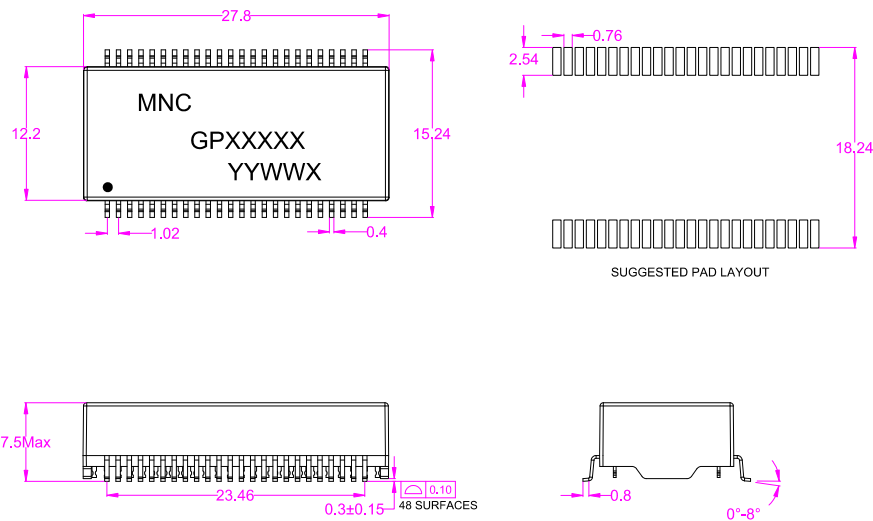 27.8
0.76
2.54
MNC
12.2
GPXXXXX
15.24
18.24
YYWWX
1.02
0.4
SUGGESTED PAD LAYOUT
7.5Max
23.46
0.3±0.15
0.10
48 SURFACES
0.8
0°-8°